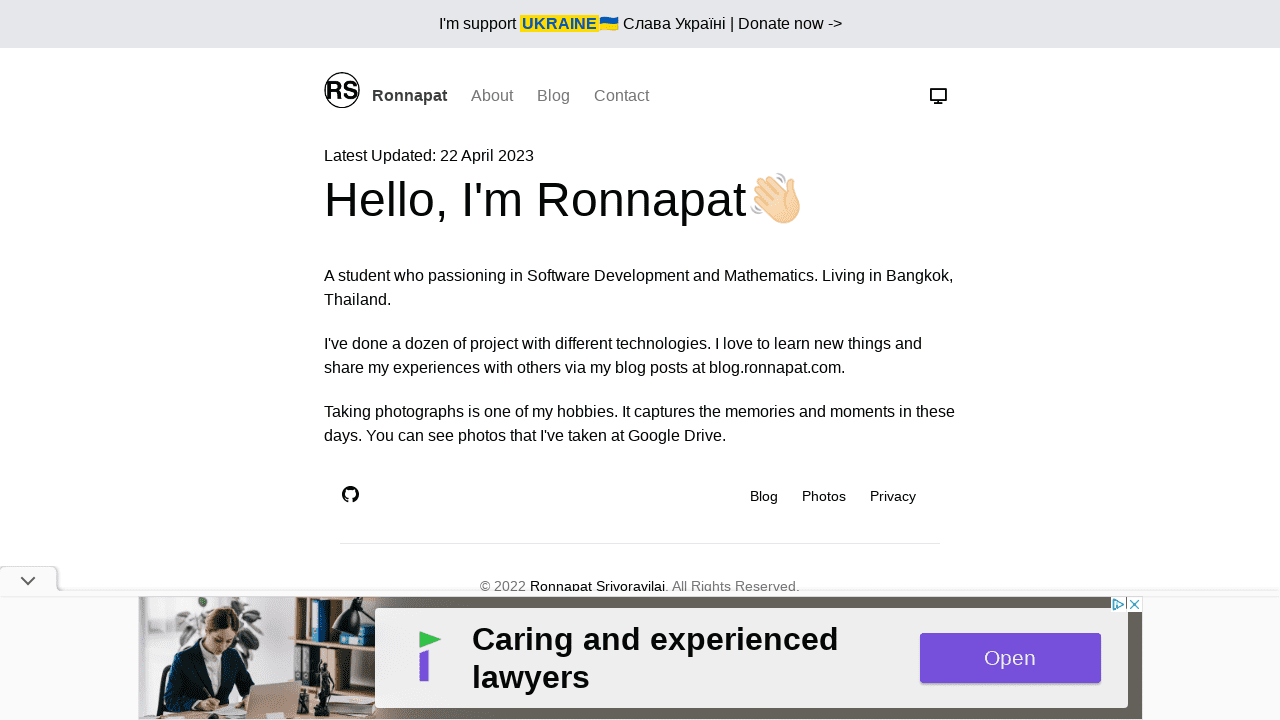 I'm support UKRAINE🇺🇦 Слава Україні | Donate now ->
RS Ronnapat About Blog Contact
Latest Updated: 22 April 2023
Hello, I'm Ronnapat👋🏻
A student who passioning in Software Development and Mathematics. Living in Bangkok,
Thailand.
I've done a dozen of project with different technologies. I love to learn new things and
share my experiences with others via my blog posts at blog.ronnapat.com.
Taking photographs is one of my hobbies. It captures the memories and moments in these
days. You can see photos that I've taken at Google Drive.
Blog Photos Privacy
© 2022 Ronnapat Srivoravilai. All Rights Reserved.
Caring and experienced
lawyers
Open